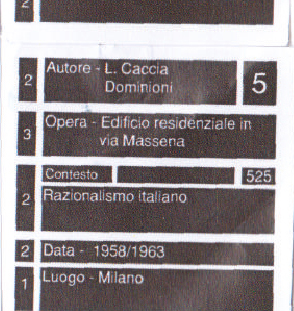 2
2 Autore - L. Caccia 5
Dominioni
3 Opera - Edificio residenziale in
via Massena
Contesto 525
2 Razionalismo italiano
2 Data - 1958/1963
1 Luogo - Milano